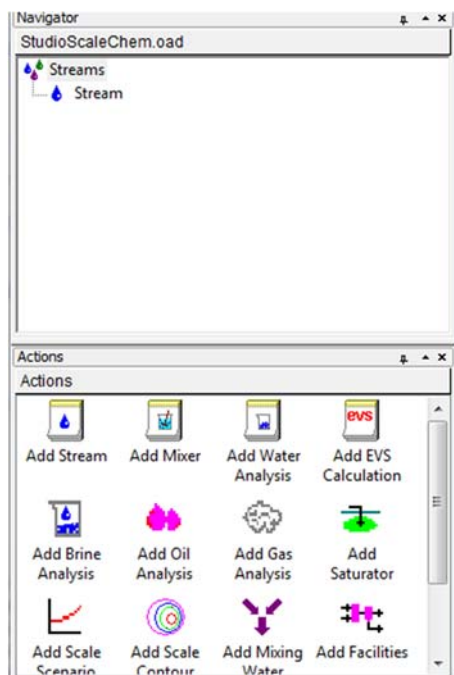 Navigator
StudioScaleChem.oad
Streams
Stream
Actions
Actions
Add Stream
Add Mixer
Add Water
Analysis
Add EVS
Calculation
evs
Add Brine
Analysis
Add Oil
Analysis
Add Gas
Analysis
Add
Saturator
Add Scale
Scenario
Add Scale
Contour
Add Mixing
Water
Add Facilities